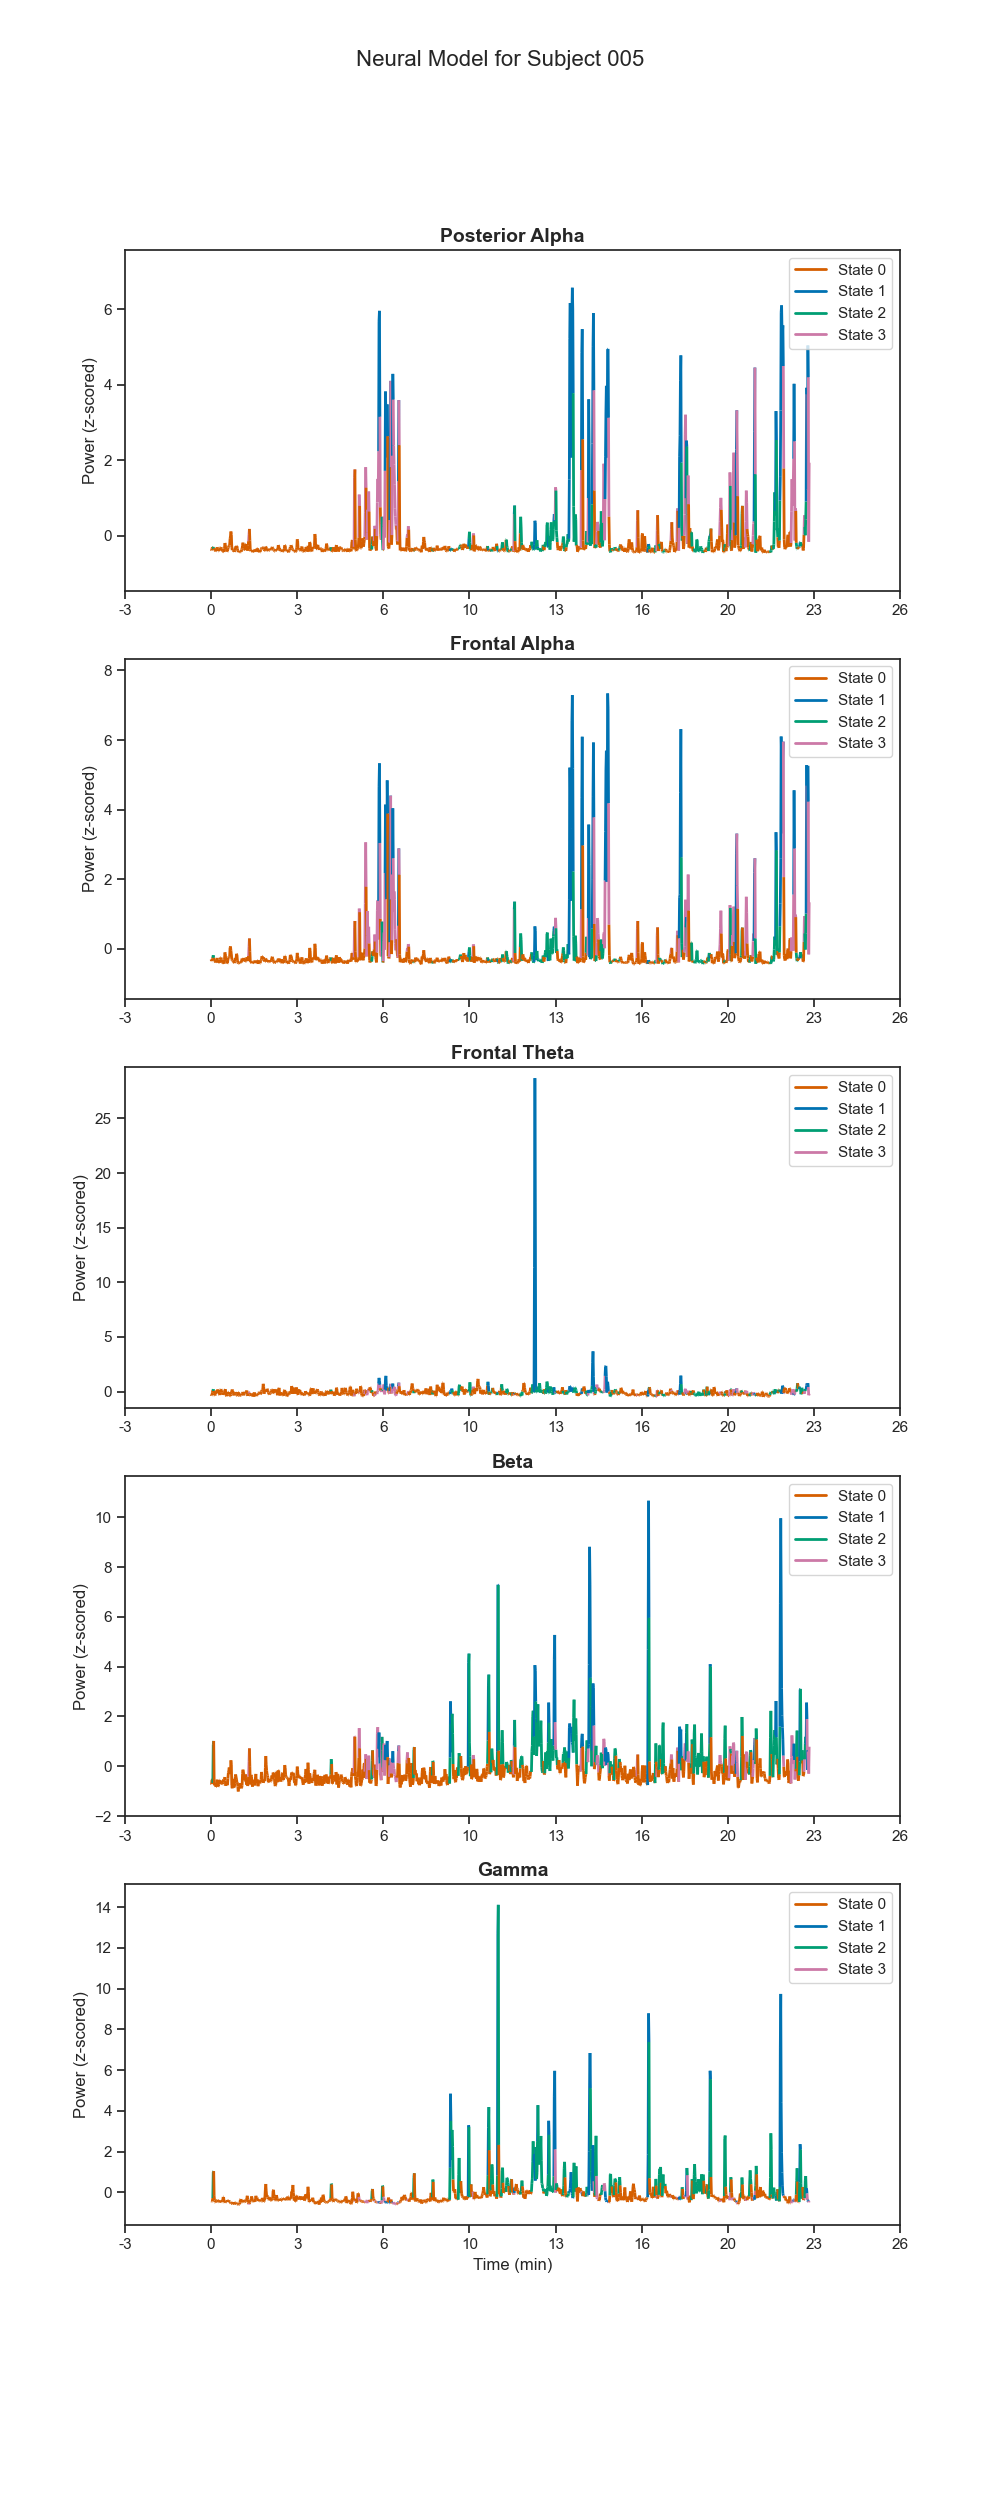 Neural Model for Subject 005
Posterior Alpha
Power (z-scored)
6
4
2
0
State 0
State 1
State 2
State 3
-3 0 3 6 10 13 16 20 23 26
Frontal Alpha
Power (z-scored)
8
6
4
2
0
State 0
State 1
State 2
State 3
-3 0 3 6 10 13 16 20 23 26
Frontal Theta
Power (z-scored)
25
20
15
10
5
0
State 0
State 1
State 2
State 3
-3 0 3 6 10 13 16 20 23 26
Beta
Power (z-scored)
10
8
6
4
2
0
−2
State 0
State 1
State 2
State 3
-3 0 3 6 10 13 16 20 23 26
Gamma
Power (z-scored)
14
12
10
8
6
4
2
0
State 0
State 1
State 2
State 3
-3 0 3 6 10 13 16 20 23 26
Time (min)